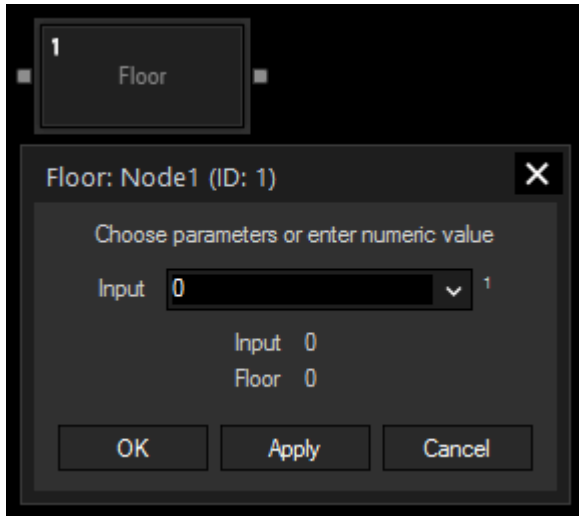 1
Floor
Floor: Node1 (ID: 1)
Choose parameters or enter numeric value
Input 0 1
Input 0
Floor 0
OK Apply Cancel